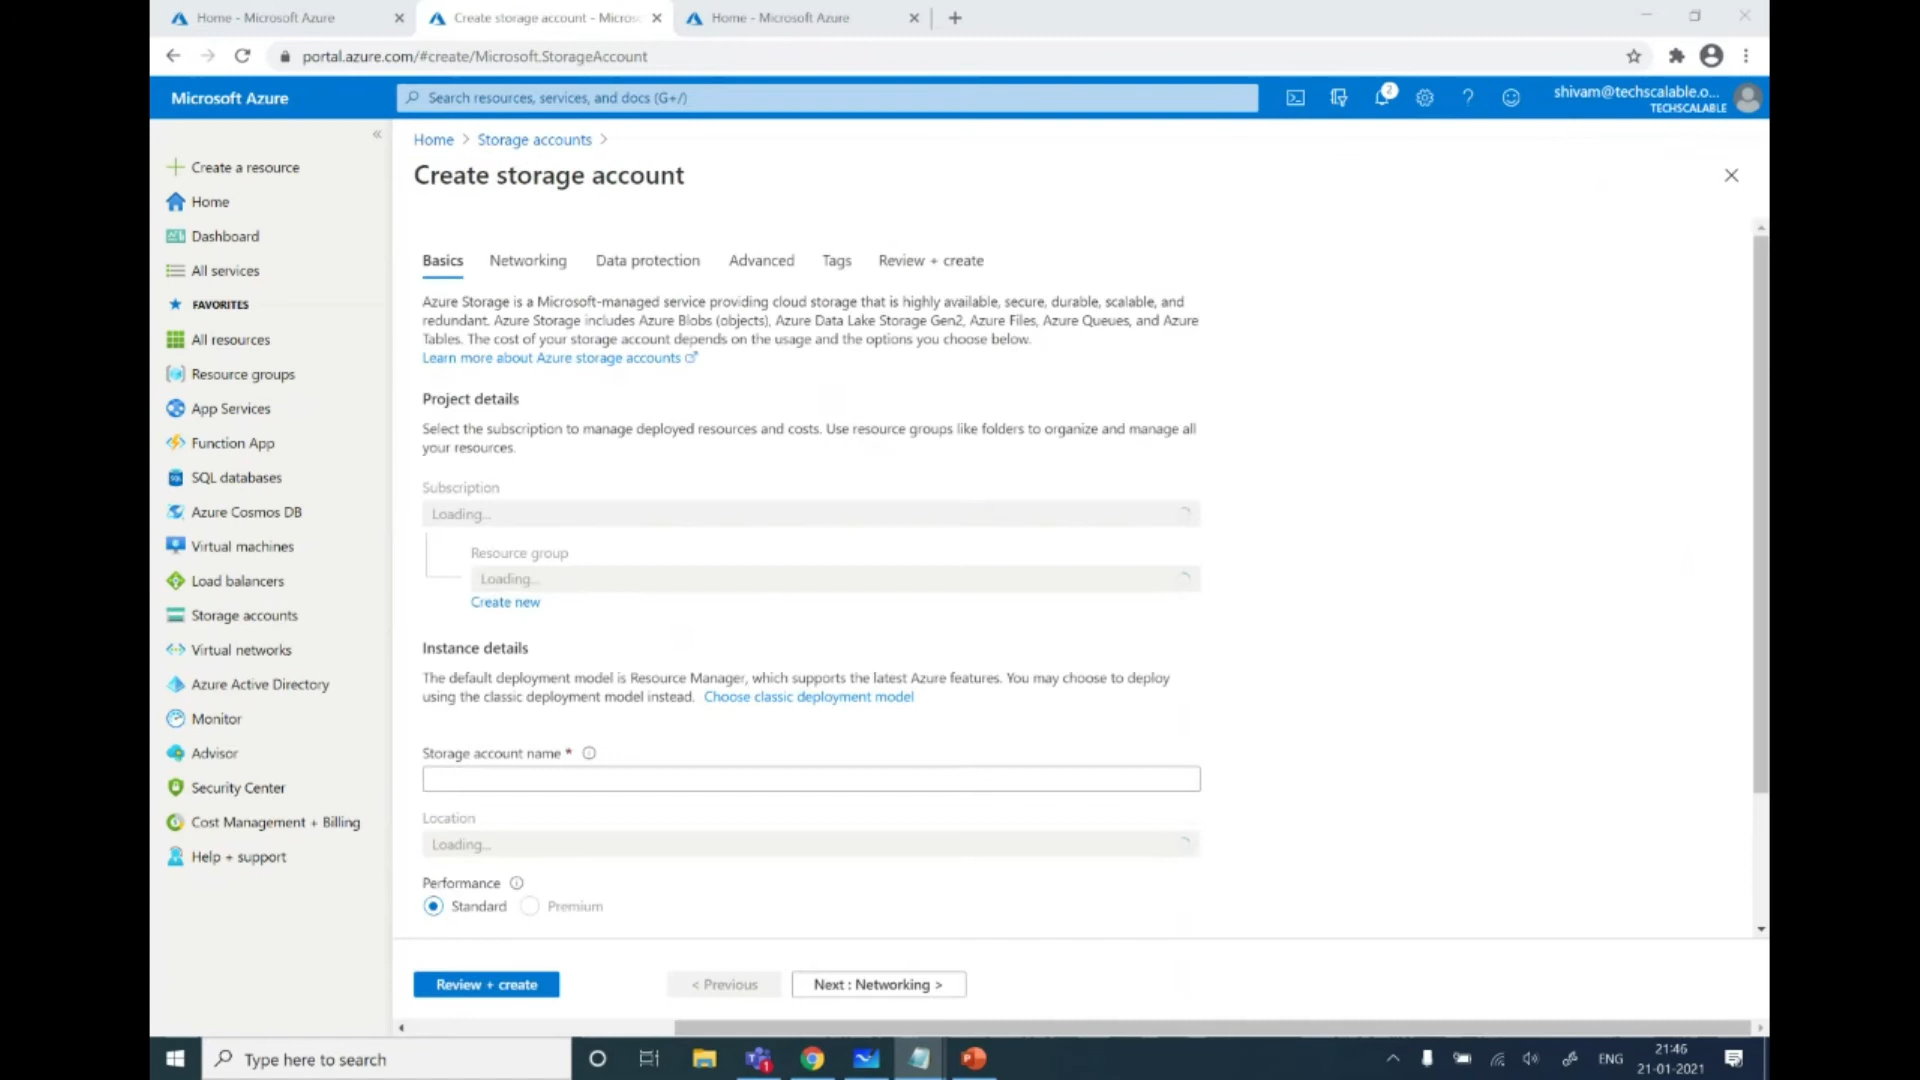 Home - Microsoft Azure
Create storage account - Micros
Home - Microsoft Azure
portal.azure.com/#create/Microsoft.StorageAccount
Microsoft Azure
Search resources, services, and docs (G+/)
2
shivam@techscalable.o...
TECHSCALABLE
Home > Storage accounts >
Create storage account
Create a resource
Home
Dashboard
All services
FAVORITES
All resources
Resource groups
App Services
Function App
SQL databases
Azure Cosmos DB
Virtual machines
Load balancers
Storage accounts
Virtual networks
Azure Active Directory
Monitor
Advisor
Security Center
Cost Management + Billing
Help + support
Basics Networking Data protection Advanced Tags Review + create
Azure Storage is a Microsoft-managed service providing cloud storage that is highly available, secure, durable, scalable, and
redundant. Azure Storage includes Azure Blobs (objects), Azure Data Lake Storage Gen2, Azure Files, Azure Queues, and Azure
Tables. The cost of your storage account depends on the usage and the options you choose below.
Learn more about Azure storage accounts
Project details
Select the subscription to manage deployed resources and costs. Use resource groups like folders to organize and manage all
your resources.
Subscription
Loading...
Resource group
Loading...
Create new
Instance details
The default deployment model is Resource Manager, which supports the latest Azure features. You may choose to deploy
using the classic deployment model instead. Choose classic deployment model
Storage account name *
Location
Loading...
Performance
Standard Premium
Review + create
< Previous
Next : Networking >
Type here to search
1
ENG
21:46
21-01-2021